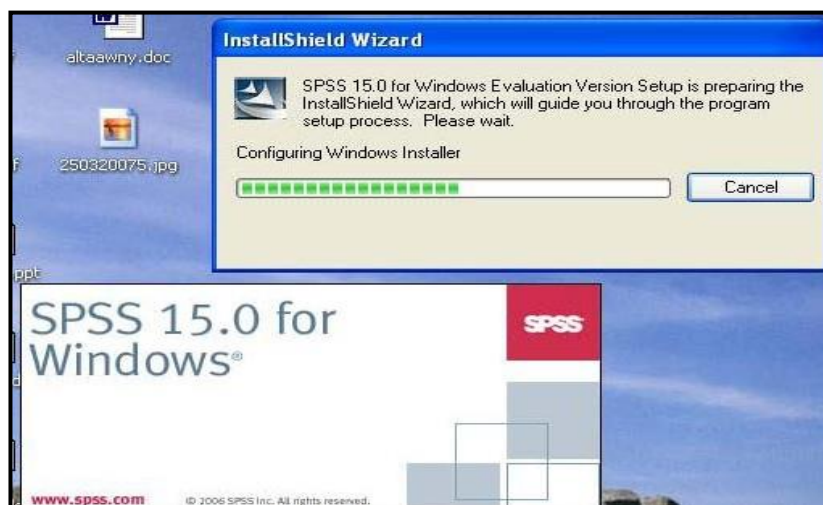 altaawny.doc
250320075.jpg
ppt
InstallShield Wizard
SPSS 15.0 for Windows Evaluation Version Setup is preparing the
InstallShield Wizard, which will guide you through the program
setup process. Please wait.
Configuring Windows Installer
Cancel
SPSS 15.0 for
Windows®
SPSS
www.spss.com
© 2006 SPSS Inc. All rights reserved.